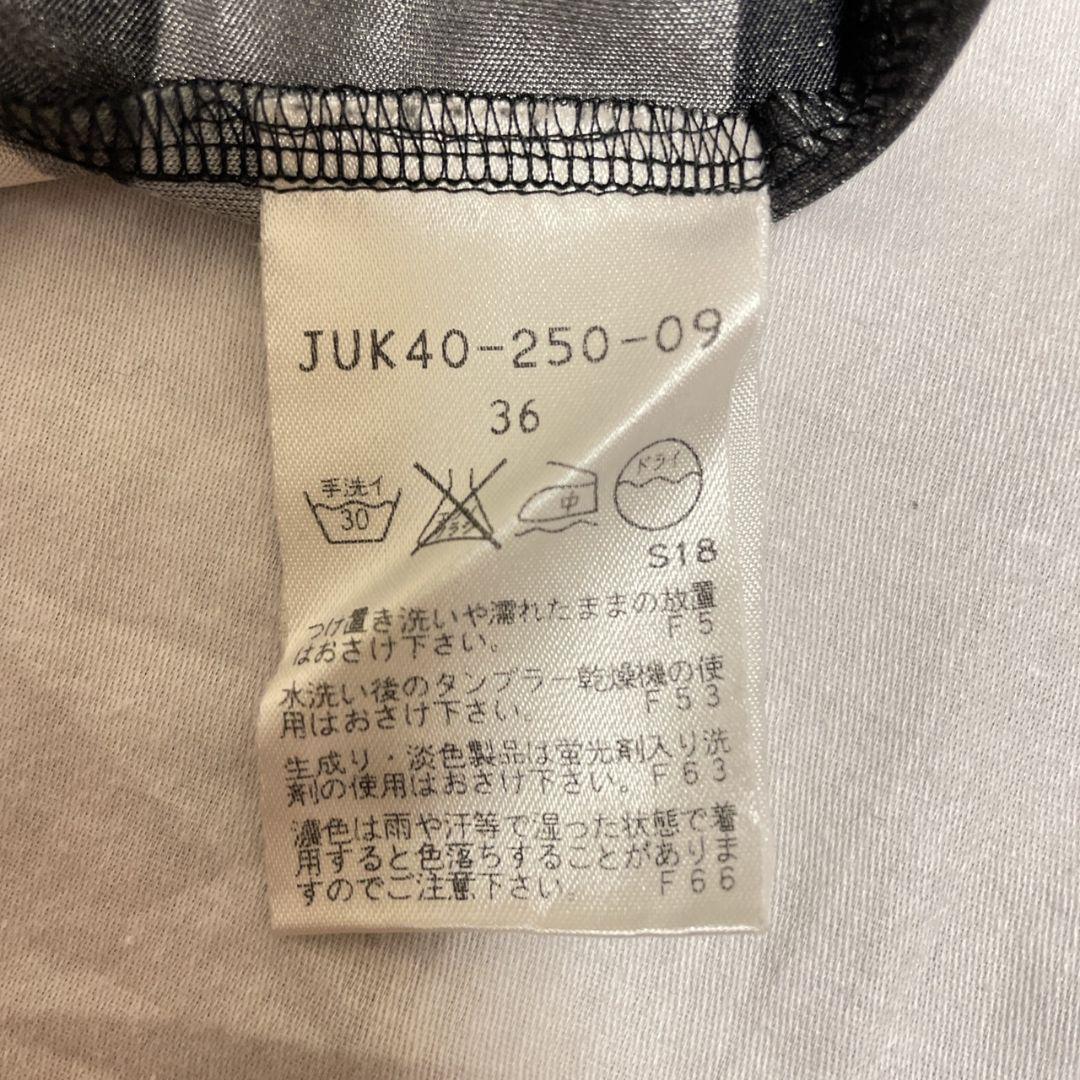 JUK40-250-09
36
手洗イ
30
エンソ
サラシ
中
ドライ
S18
つけ置き洗いや濡れたままの放置
はおさけ下さい。 F5
水洗い後のタンブラー乾燥機の使
用はおさけ下さい。 F53
生成り・淡色製品は蛍光剤入り洗
剤の使用はおさけ下さい。F63
濃色は雨や汗等で湿った状態で着
用すると色落ちすることがありま
すのでご注意下さい。 F66